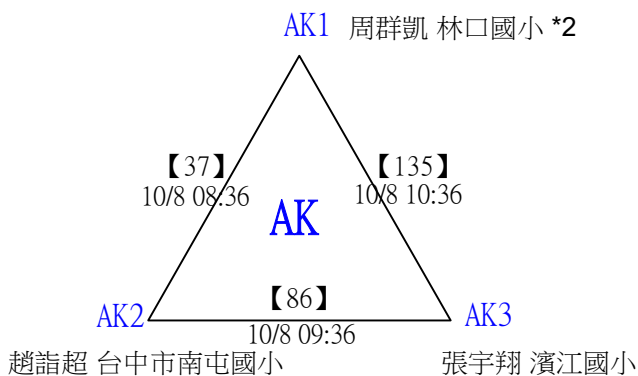 AK1 周群凱 林口國小 *2
【37】
10/8 08:36
【135】
10/8 10:36
AK
【86】
10/8 09:36
AK2
AK3
趙詣超 台中市南屯國小
張宇翔 濱江國小